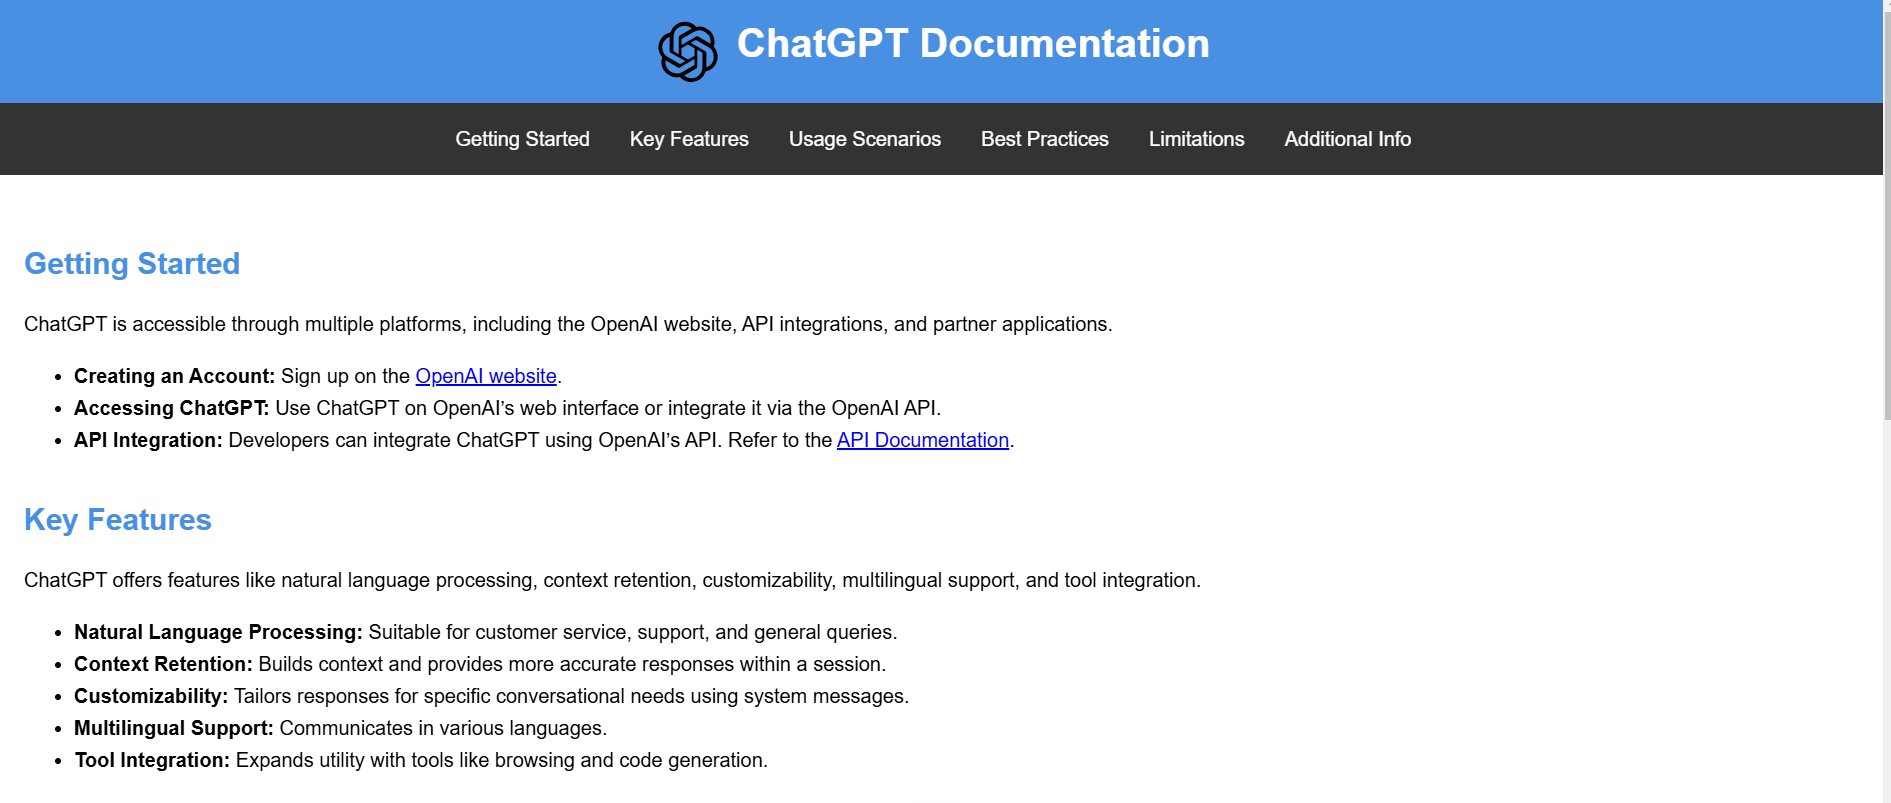 ChatGPT Documentation
Getting Started Key Features Usage Scenarios Best Practices Limitations Additional Info
Getting Started
ChatGPT is accessible through multiple platforms, including the OpenAI website, API integrations, and partner applications.
• Creating an Account: Sign up on the OpenAI website.
• Accessing ChatGPT: Use ChatGPT on OpenAI’s web interface or integrate it via the OpenAI API.
• API Integration: Developers can integrate ChatGPT using OpenAI’s API. Refer to the API Documentation.
Key Features
ChatGPT offers features like natural language processing, context retention, customizability, multilingual support, and tool integration.
• Natural Language Processing: Suitable for customer service, support, and general queries.
• Context Retention: Builds context and provides more accurate responses within a session.
• Customizability: Tailors responses for specific conversational needs using system messages.
• Multilingual Support: Communicates in various languages.
• Tool Integration: Expands utility with tools like browsing and code generation.